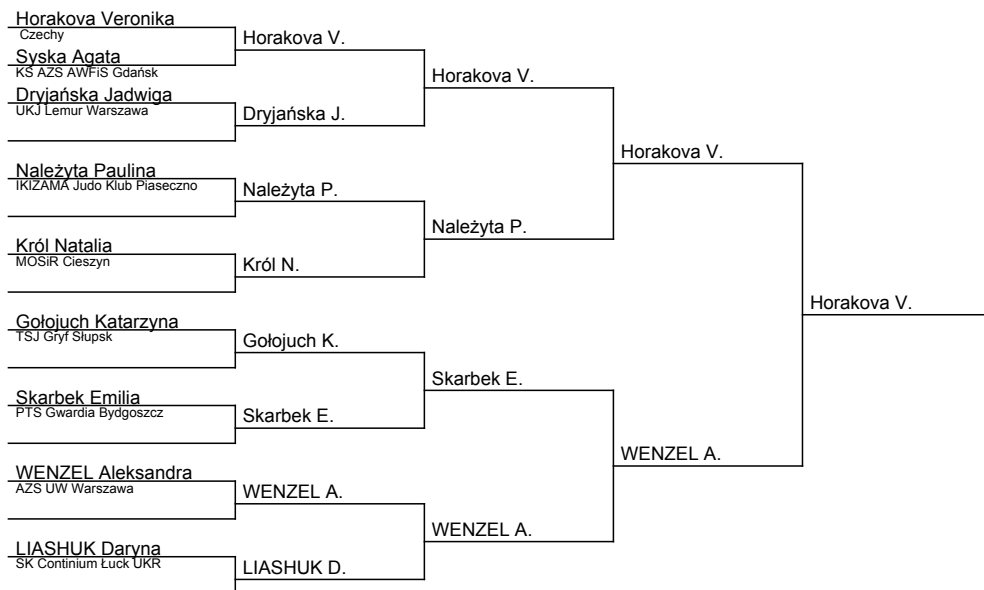 Horakova Veronika
Czechy
Horakova V.
Syska Agata
KS AZS AWFiS Gdańsk
Horakova V.
Dryjańska Jadwiga
UKJ Lemur Warszawa
Dryjańska J.
Horakova V.
Należyta Paulina
IKIZAMA Judo Klub Piaseczno
Należyta P.
Należyta P.
Król Natalia
MOSiR Cieszyn
Król N.
Horakova V.
Gołojuch Katarzyna
TSJ Gryf Słupsk
Gołojuch K.
Skarbek E.
Skarbek Emilia
PTS Gwardia Bydgoszcz
Skarbek E.
WENZEL A.
WENZEL Aleksandra
AZS UW Warszawa
WENZEL A.
WENZEL A.
LIASHUK Daryna
SK Continium Łuck UKR
LIASHUK D.